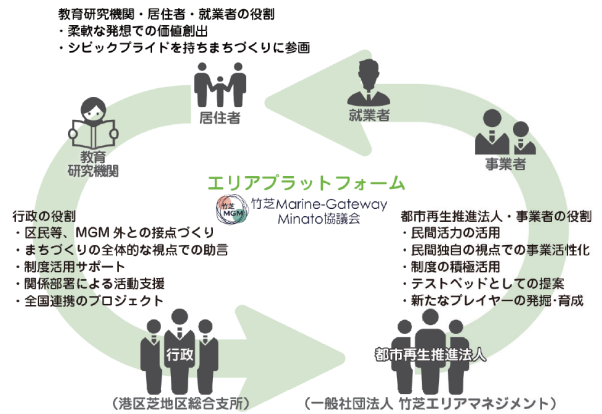 教育研究機関・居住者・就業者の役割
・柔軟な発想での価値創出
・シビックプライドを持ちまちづくりに参画
居住者
就業者
教育
研究機関
事業者
エリアプラットフォーム
竹芝
MGM
竹芝Marine-Gateway
Minato協議会
行政の役割
・区民等、MGM外との接点づくり
・まちづくりの全体的な視点での助言
・制度活用サポート
・関係部署による活動支援
・全国連携のプロジェクト
都市再生推進法人・事業者の役割
・民間活力の活用
・民間独自の視点での事業活性化
・制度の積極活用
・テストベッドとしての提案
・新たなプレイヤーの発掘・育成
行政
都市再生推進法人
（港区芝地区総合支所）
（一般社団法人 竹芝エリアマネジメント）